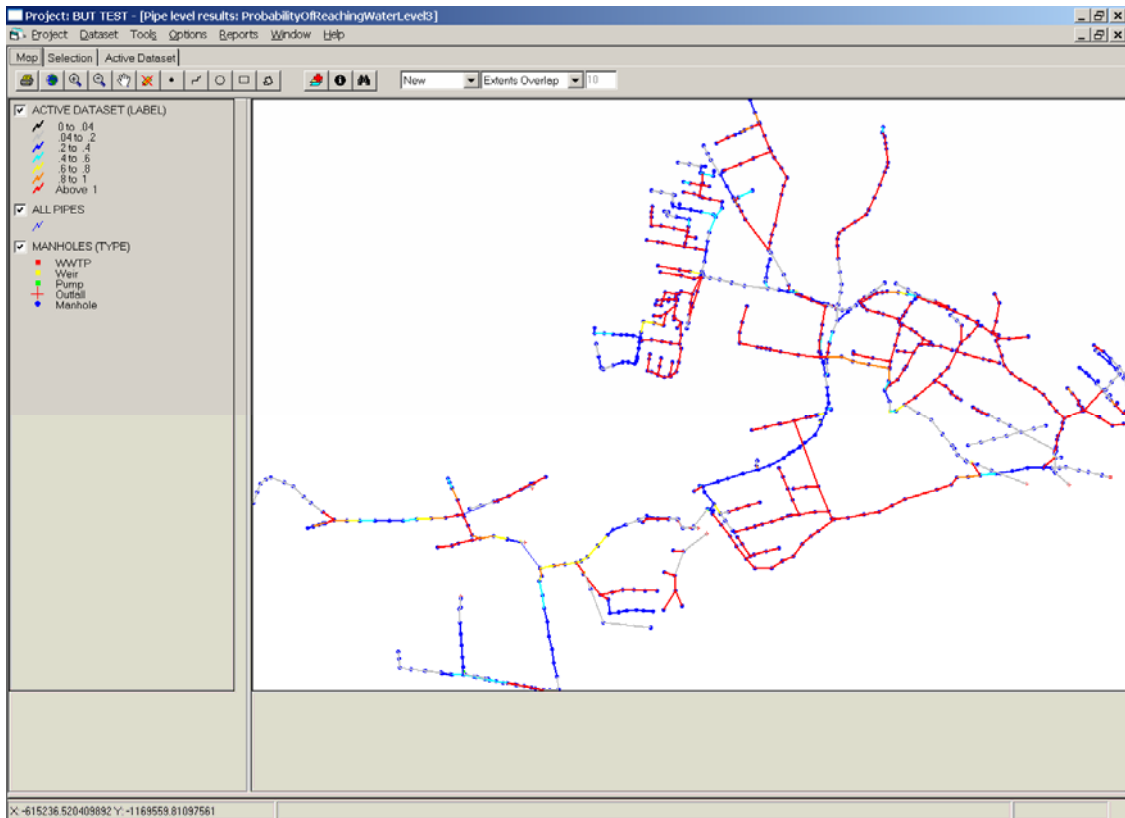 Project: BUT TEST - [Pipe level results: ProbabilityOfReachingWaterLevel3]
Project Dataset Tools Options Reports Window Help
Map Selection Active Dataset
New Extents Overlap 10
ACTIVE DATASET (LABEL)
0 to .04
.04 to .2
.2 to .4
.4 to .6
.6 to .8
.8 to 1
Above 1
ALL PIPES
MANHOLES (TYPE)
WWTP
Weir
Pump
Outfall
Manhole
X: -615236.520409892 Y: -1169559.81097561